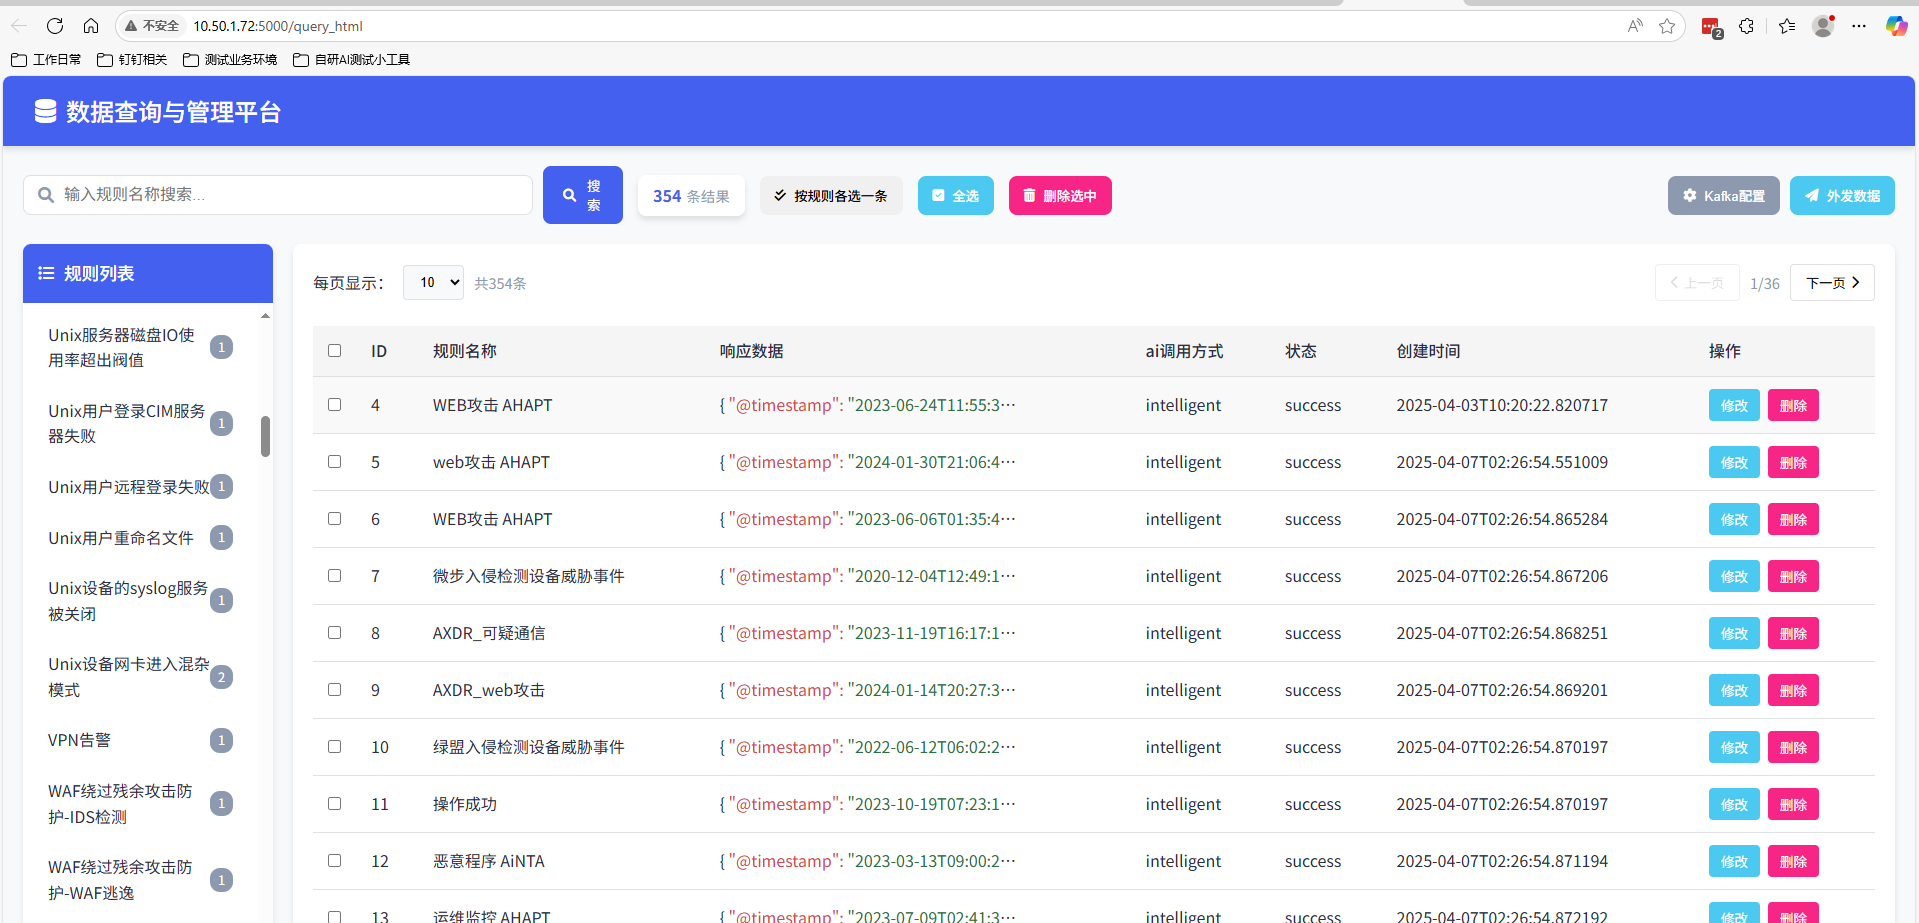 不安全 10.50.1.72:5000/query_html
2
工作日常 钉钉相关 测试业务环境 自研AI测试小工具
数据查询与管理平台
输入规则名称搜索...
搜
索
354 条结果
按规则各选一条
全选
删除选中
Kafka配置
外发数据
规则列表
Unix服务器磁盘IO使
用率超出阀值
1
Unix用户登录CIM服务
器失败
1
Unix用户远程登录失败 1
Unix用户重命名文件 1
Unix设备的syslog服务
被关闭
1
Unix设备网卡进入混杂
模式
2
VPN告警 1
WAF绕过残余攻击防
护-IDS检测
1
WAF绕过残余攻击防
护-WAF逃逸
1
每页显示： 10 共354条
上一页 1/36 下一页
ID 规则名称 响应数据 ai调用方式 状态 创建时间 操作
4 WEB攻击 AHAPT { "@timestamp": "2023-06-24T11:55:3··· intelligent success 2025-04-03T10:20:22.820717 修改 删除
5 web攻击 AHAPT { "@timestamp": "2024-01-30T21:06:4··· intelligent success 2025-04-07T02:26:54.551009 修改 删除
6 WEB攻击 AHAPT { "@timestamp": "2023-06-06T01:35:4··· intelligent success 2025-04-07T02:26:54.865284 修改 删除
7 微步入侵检测设备威胁事件 { "@timestamp": "2020-12-04T12:49:1··· intelligent success 2025-04-07T02:26:54.867206 修改 删除
8 AXDR_可疑通信 { "@timestamp": "2023-11-19T16:17:1··· intelligent success 2025-04-07T02:26:54.868251 修改 删除
9 AXDR_web攻击 { "@timestamp": "2024-01-14T20:27:3··· intelligent success 2025-04-07T02:26:54.869201 修改 删除
10 绿盟入侵检测设备威胁事件 { "@timestamp": "2022-06-12T06:02:2··· intelligent success 2025-04-07T02:26:54.870197 修改 删除
11 操作成功 { "@timestamp": "2023-10-19T07:23:1··· intelligent success 2025-04-07T02:26:54.870197 修改 删除
12 恶意程序 AiNTA { "@timestamp": "2023-03-13T09:00:2··· intelligent success 2025-04-07T02:26:54.871194 修改 删除
13 运维监控 AHAPT { "@timestamp": "2023-07-09T02:41:3··· intelligent success 2025-04-07T02:26:54.872192 修改 删除